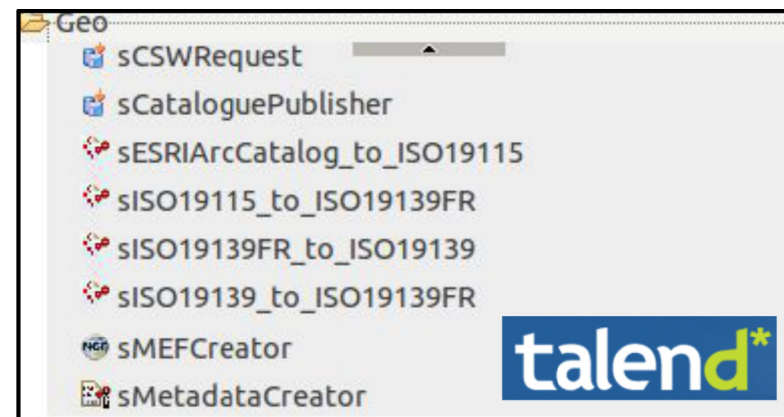 Geo
sCSWRequest
sCataloguePublisher
sESRIArcCatalog_to_ISO19115
sISO19115_to_ISO19139FR
sISO19139FR_to_ISO19139
sISO19139_to_ISO19139FR
sMEFCreator
sMetadataCreator
talend*